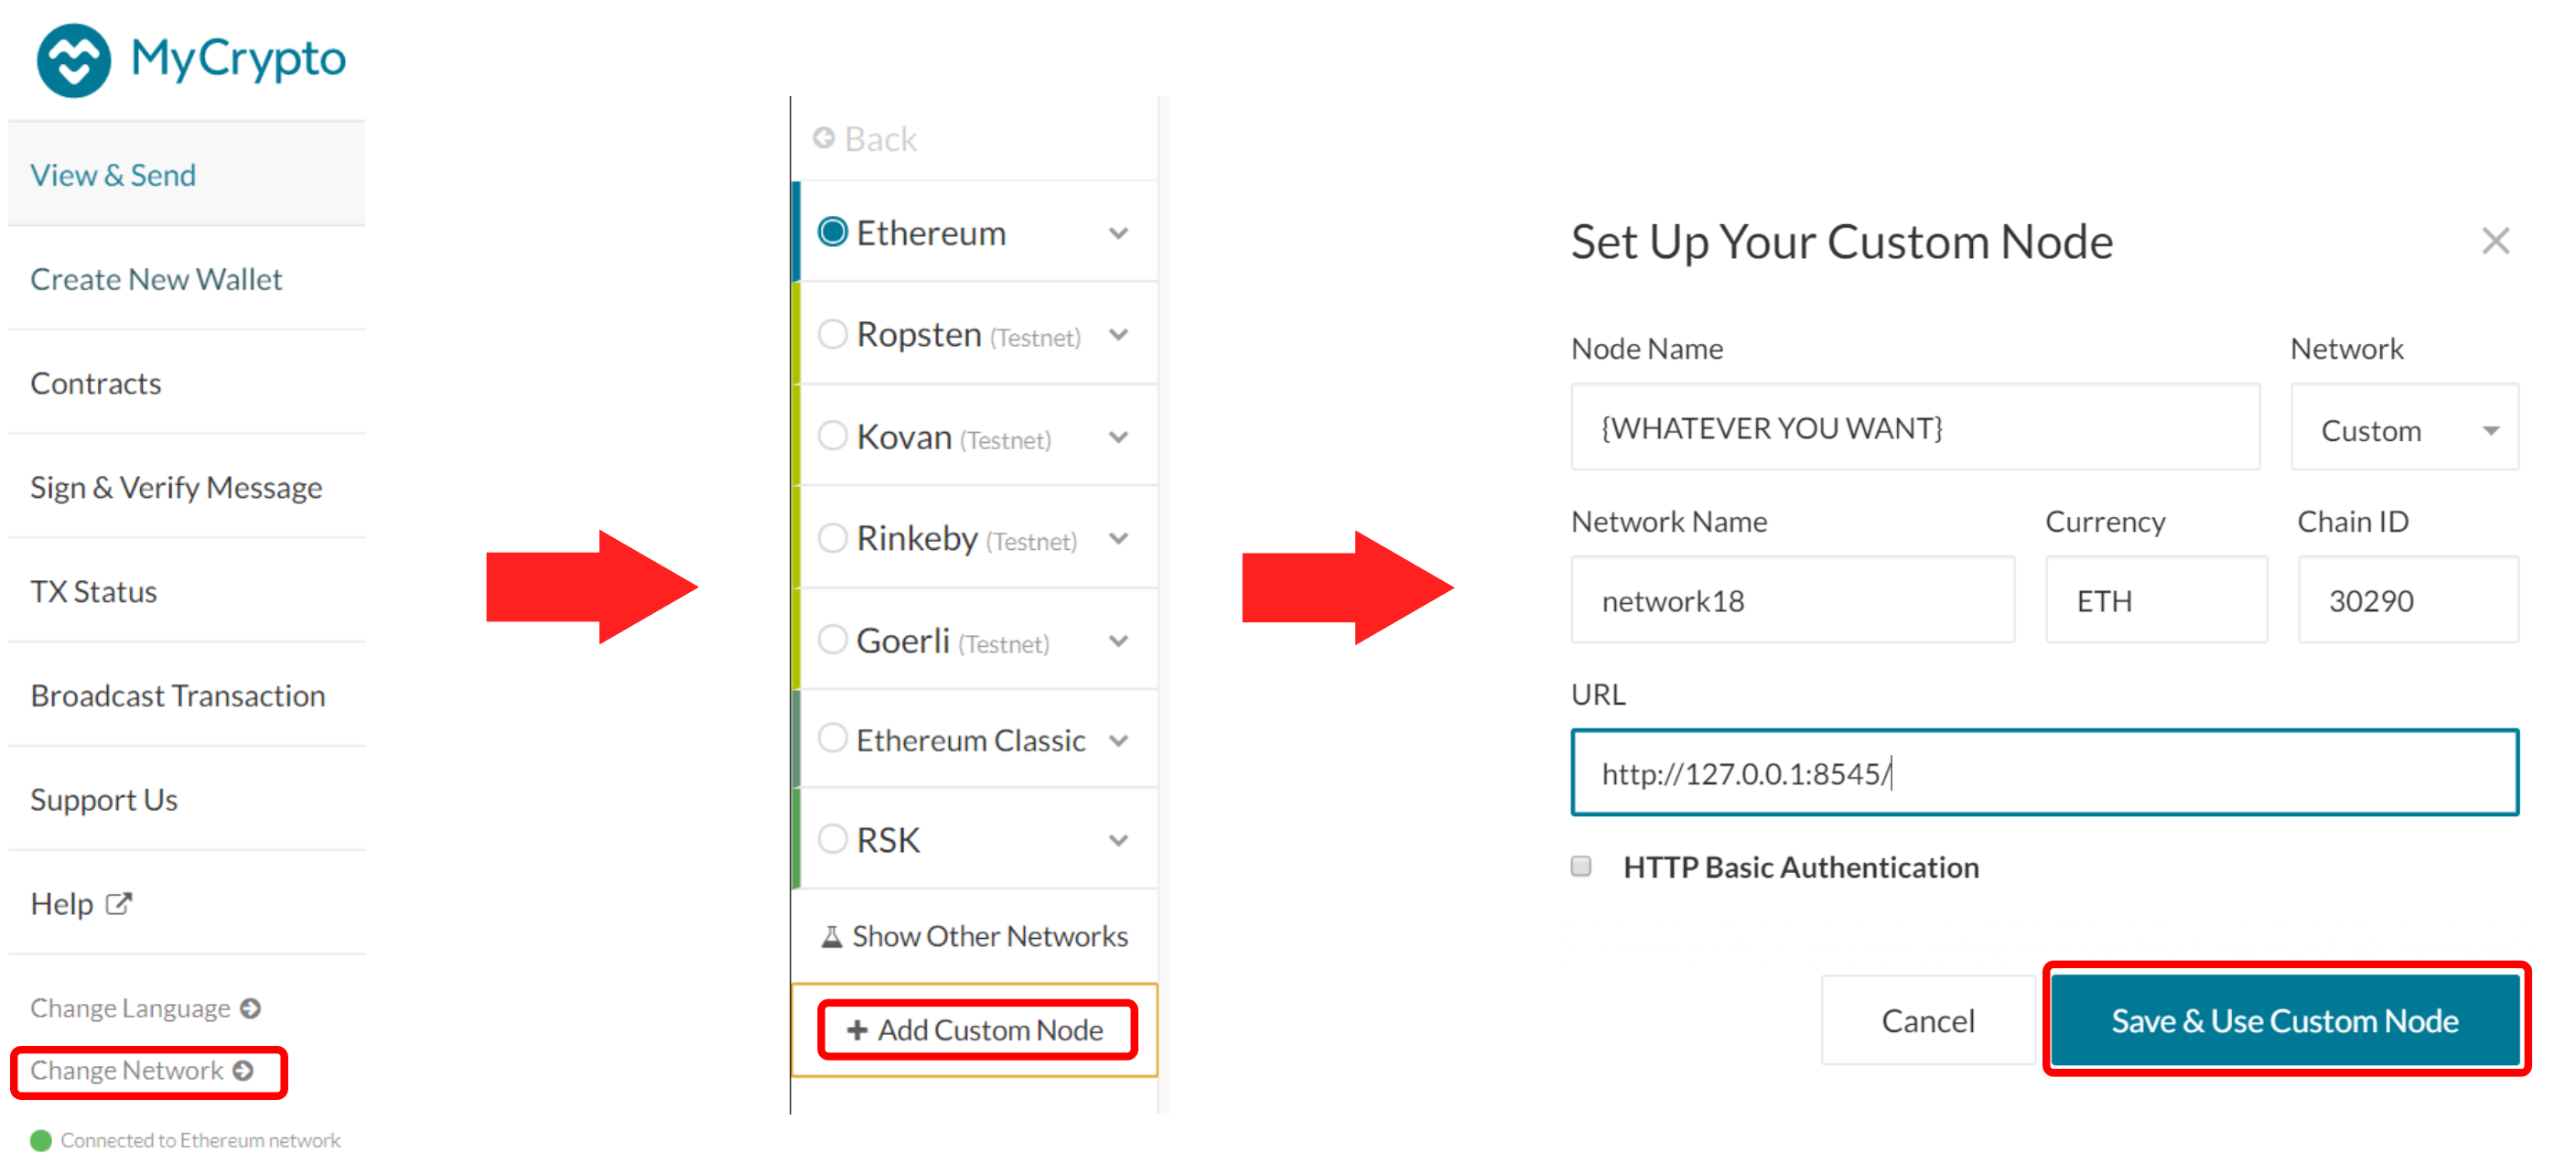 MyCrypto
View & Send
Create New Wallet
Contracts
Sign & Verify Message
TX Status
Broadcast Transaction
Support Us
Help
Change Language
Change Network
Connected to Ethereum network
Back
Ethereum
Ropsten (Testnet)
Kovan (Testnet)
Rinkeby (Testnet)
Goerli (Testnet)
Ethereum Classic
RSK
Show Other Networks
+ Add Custom Node
Set Up Your Custom Node
Node Name Network
{WHATEVER YOU WANT} Custom
Network Name Currency Chain ID
network18 ETH 30290
URL
http://127.0.0.1:8545/
HTTP Basic Authentication
Cancel Save & Use Custom Node